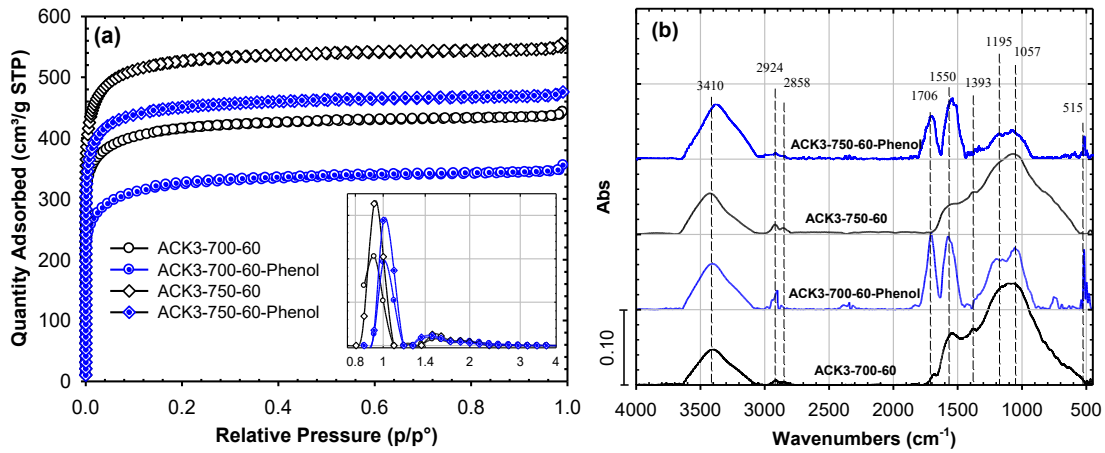 (a)
Quantity Adsorbed (cm³/g STP)
600
500
400
300
200
100
0
ACK3-700-60
ACK3-700-60-Phenol
ACK3-750-60
ACK3-750-60-Phenol
0.8 1 1.4 2 3 4
0.0 0.2 0.4 0.6 0.8 1.0
Relative Pressure (p/p°)
(b)
Abs
0.10
3410
2924
2858
1706
1550
1393
1195
1057
515
ACK3-750-60-Phenol
ACK3-750-60
ACK3-700-60-Phenol
ACK3-700-60
4000 3500 3000 2500 2000 1500 1000 500
Wavenumbers (cm⁻¹)